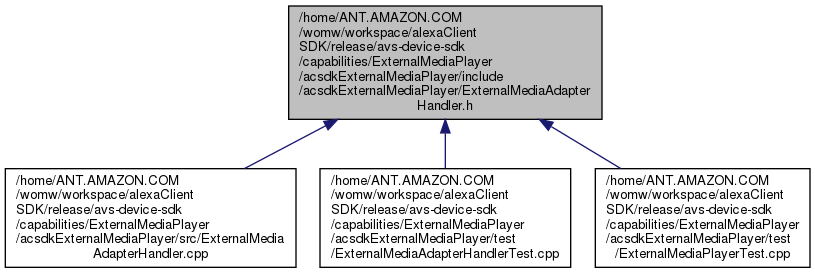 /home/ANT.AMAZON.COM
/womw/workspace/alexaClient
SDK/release/avs-device-sdk
/capabilities/ExternalMediaPlayer
/acsdkExternalMediaPlayer/include
/acsdkExternalMediaPlayer/ExternalMediaAdapter
Handler.h
/home/ANT.AMAZON.COM
/womw/workspace/alexaClient
SDK/release/avs-device-sdk
/capabilities/ExternalMediaPlayer
/acsdkExternalMediaPlayer/src/ExternalMedia
AdapterHandler.cpp
/home/ANT.AMAZON.COM
/womw/workspace/alexaClient
SDK/release/avs-device-sdk
/capabilities/ExternalMediaPlayer
/acsdkExternalMediaPlayer/test
/ExternalMediaAdapterHandlerTest.cpp
/home/ANT.AMAZON.COM
/womw/workspace/alexaClient
SDK/release/avs-device-sdk
/capabilities/ExternalMediaPlayer
/acsdkExternalMediaPlayer/test
/ExternalMediaPlayerTest.cpp